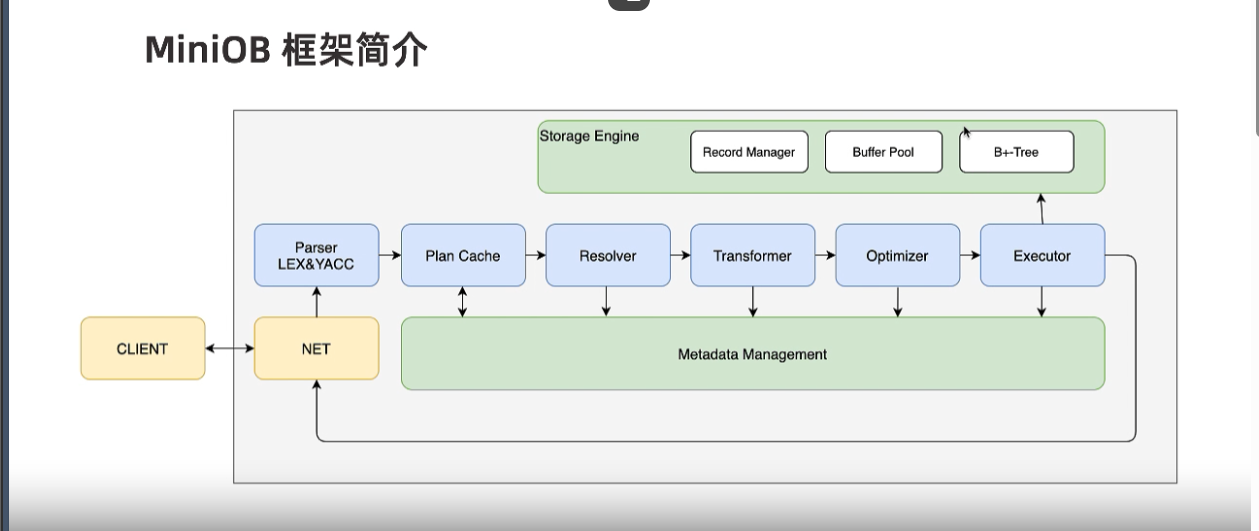 MiniOB 框架简介
Storage Engine
Record Manager
Buffer Pool
B+-Tree
Parser
LEX&YACC
Plan Cache
Resolver
Transformer
Optimizer
Executor
CLIENT
NET
Metadata Management